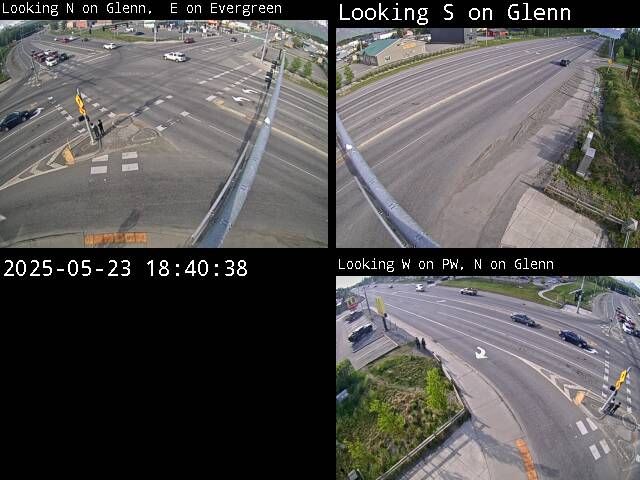 Looking N on Glenn,  E on Evergreen
Looking S on Glenn
2025-05-23 18:40:38
Looking W on PW, N on Glenn